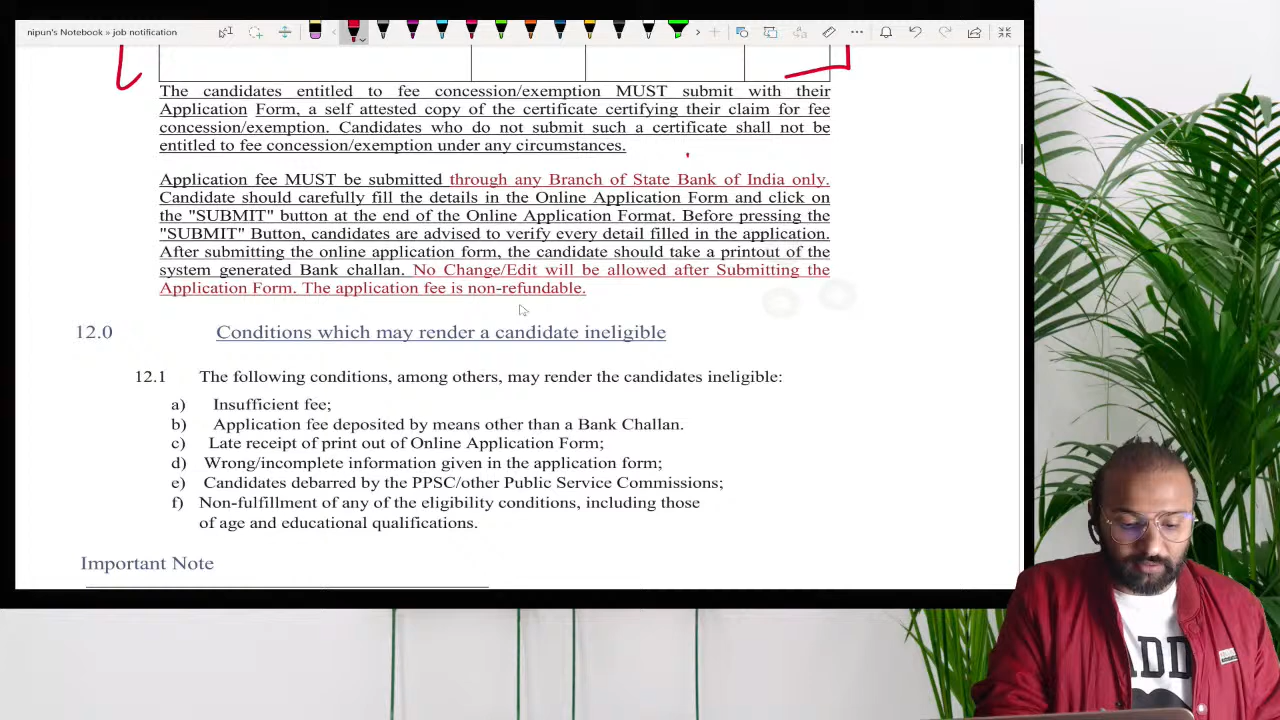 nipun's Notebook » job notification
The candidates entitled to fee concession/exemption MUST submit with their
Application Form, a self attested copy of the certificate certifying their claim for fee
concession/exemption. Candidates who do not submit such a certificate shall not be
entitled to fee concession/exemption under any circumstances.
Application fee MUST be submitted through any Branch of State Bank of India only.
Candidate should carefully fill the details in the Online Application Form and click on
the "SUBMIT" button at the end of the Online Application Format. Before pressing the
"SUBMIT" Button, candidates are advised to verify every detail filled in the application.
After submitting the online application form, the candidate should take a printout of the
system generated Bank challan. No Change/Edit will be allowed after Submitting the
Application Form. The application fee is non-refundable.
12.0 Conditions which may render a candidate ineligible
12.1 The following conditions, among others, may render the candidates ineligible:
a) Insufficient fee;
b) Application fee deposited by means other than a Bank Challan.
c) Late receipt of print out of Online Application Form;
d) Wrong/incomplete information given in the application form;
e) Candidates debarred by the PPSC/other Public Service Commissions;
f) Non-fulfillment of any of the eligibility conditions, including those
of age and educational qualifications.
Important Note